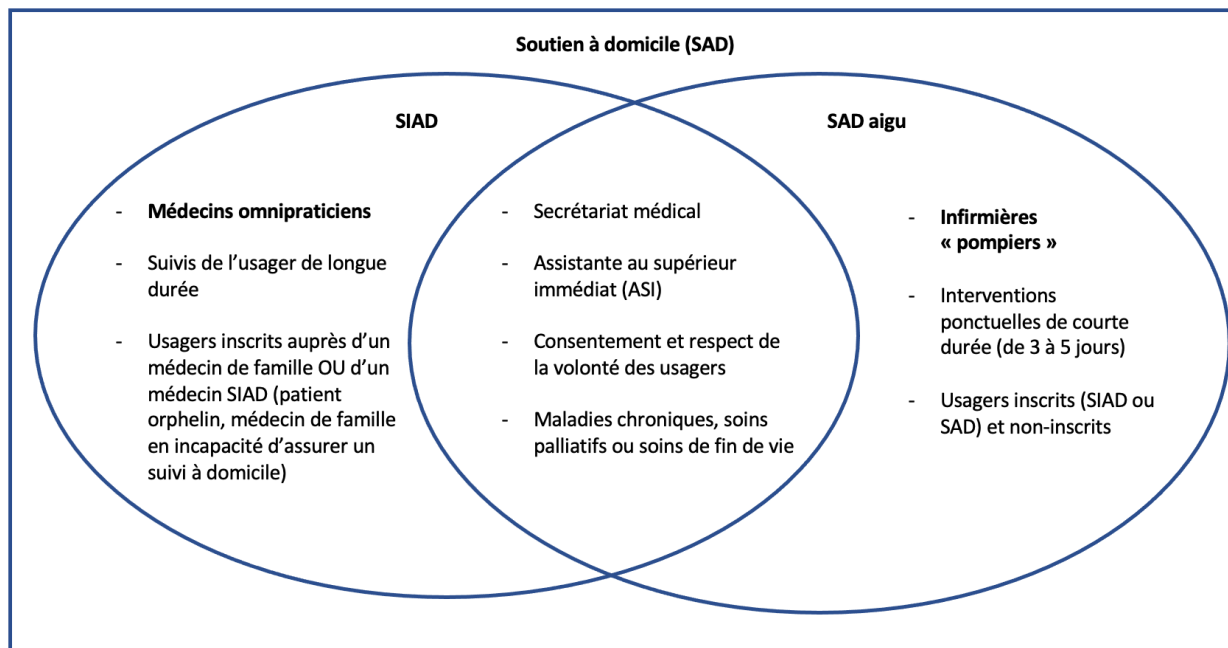 Soutien à domicile (SAD)
SIAD
- Médecins omnipraticiens
- Suivis de l’usager de longue
durée
- Usagers inscrits auprès d’un
médecin de famille OU d’un
médecin SIAD (patient
orphelin, médecin de famille
en incapacité d’assurer un
suivi à domicile)
- Secrétariat médical
- Assistante au supérieur
immédiat (ASI)
- Consentement et respect de
la volonté des usagers
- Maladies chroniques, soins
palliatifs ou soins de fin de vie
SAD aigu
- Infirmières
« pompiers »
- Interventions
ponctuelles de courte
durée (de 3 à 5 jours)
- Usagers inscrits (SIAD ou
SAD) et non-inscrits